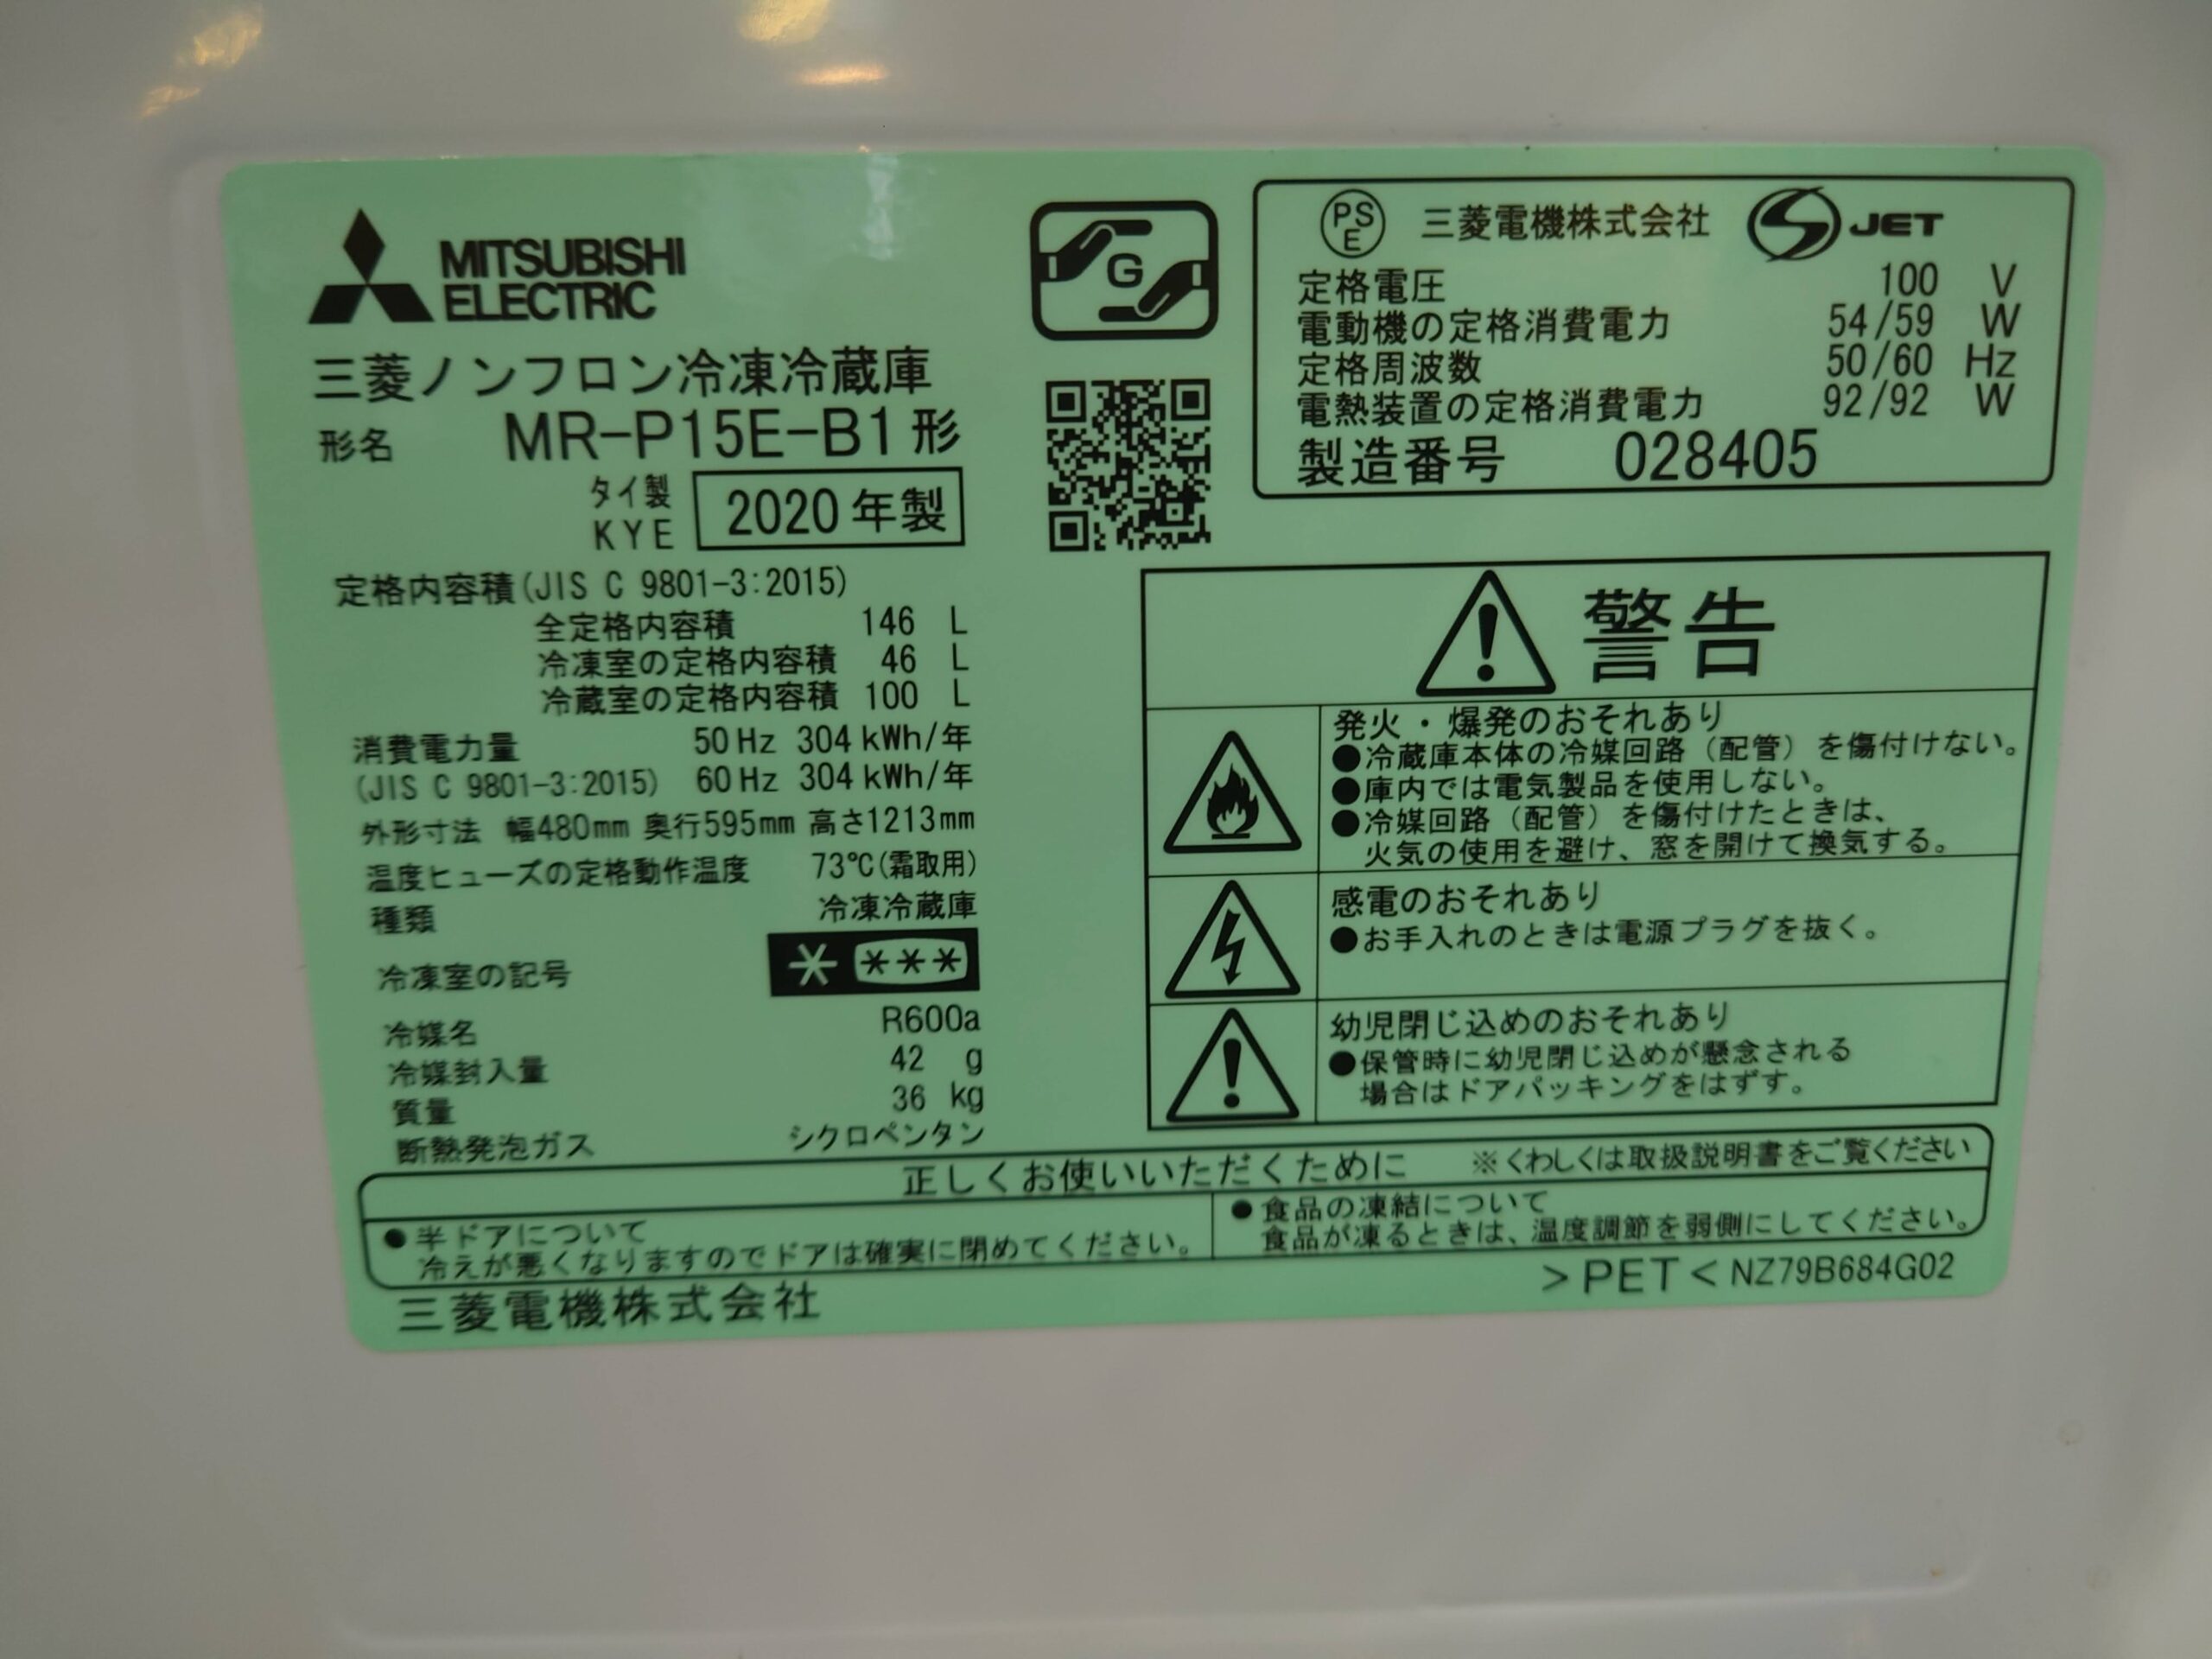 MITSUBISHI
ELECTRIC
三菱ノンフロン冷凍冷蔵庫
形名 MR-P15E-B1形
タイ製
KYE
2020年製
定格内容積(JIS C 9801-3:2015)
全定格内容積 146 L
冷凍室の定格内容積 46 L
冷蔵室の定格内容積 100 L
消費電力量 50Hz 304kWh/年
(JIS C 9801-3:2015) 60Hz 304kWh/年
外形寸法 幅480mm 奥行595mm 高さ1213mm
温度ヒューズの定格動作温度 73℃(霜取用)
種類 冷凍冷蔵庫
冷凍室の記号 * ***
冷媒名 R600a
冷媒封入量 42 g
質量 36 kg
断熱発泡ガス シクロペンタン
G
PS
E
三菱電機株式会社 S JET
定格電圧 100 V
電動機の定格消費電力 54/59 W
定格周波数 50/60 Hz
電熱装置の定格消費電力 92/92 W
製造番号 028405
警告
発火・爆発のおそれあり
●冷蔵庫本体の冷媒回路(配管)を傷付けない。
●庫内では電気製品を使用しない。
●冷媒回路(配管)を傷付けたときは、
火気の使用を避け、窓を開けて換気する。
感電のおそれあり
●お手入れのときは電源プラグを抜く。
幼児閉じ込めのおそれあり
●保管時に幼児閉じ込めが懸念される
場合はドアパッキングをはずす。
正しくお使いいただくために ※くわしくは取扱説明書をご覧ください
●半ドアについて
冷えが悪くなりますのでドアは確実に閉めてください。
●食品の凍結について
食品が凍るときは、温度調節を弱側にしてください。
三菱電機株式会社
>PET< NZ79B684G02